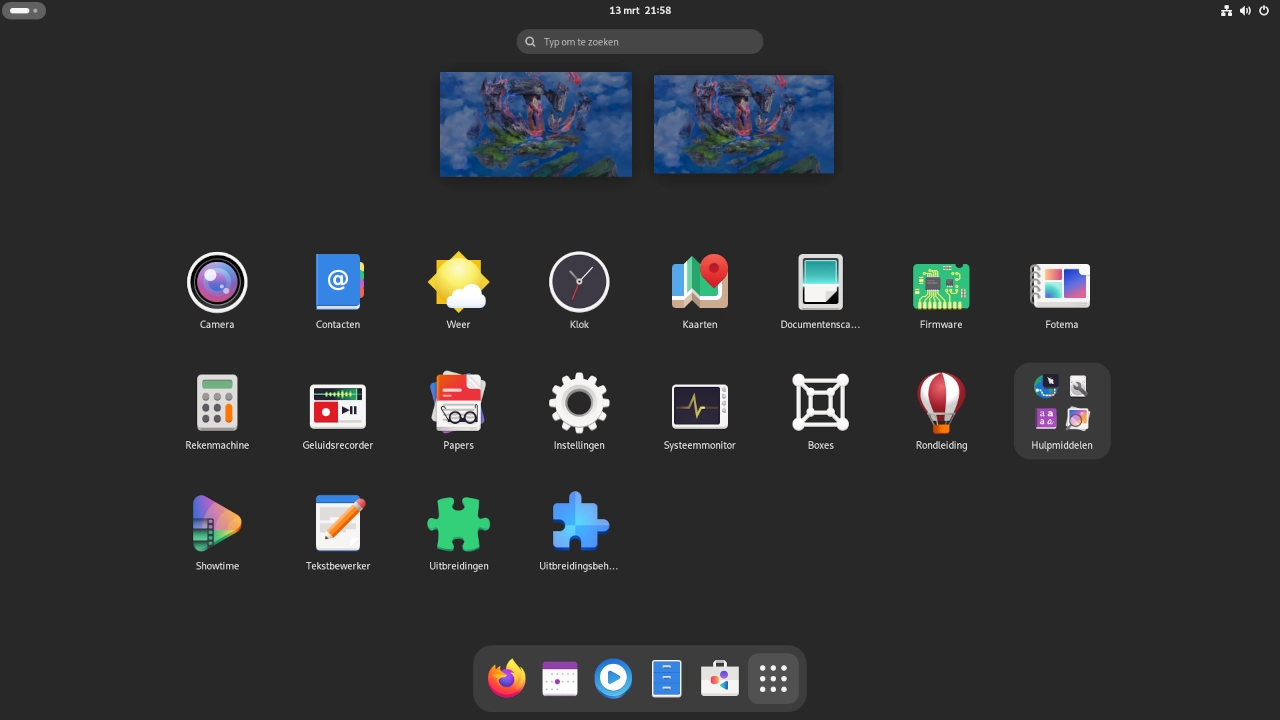 13 mrt 21:58
Typ om te zoeken
Camera
Contacten
Weer
Klok
Kaarten
Documentensca...
Firmware
Fotema
Rekenmachine
Geluidsrecorder
Papers
Instellingen
Systeemmonitor
Boxes
Rondleiding
Hulpmiddelen
Showtime
Tekstbewerker
Uitbreidingen
Uitbreidingsbeh...